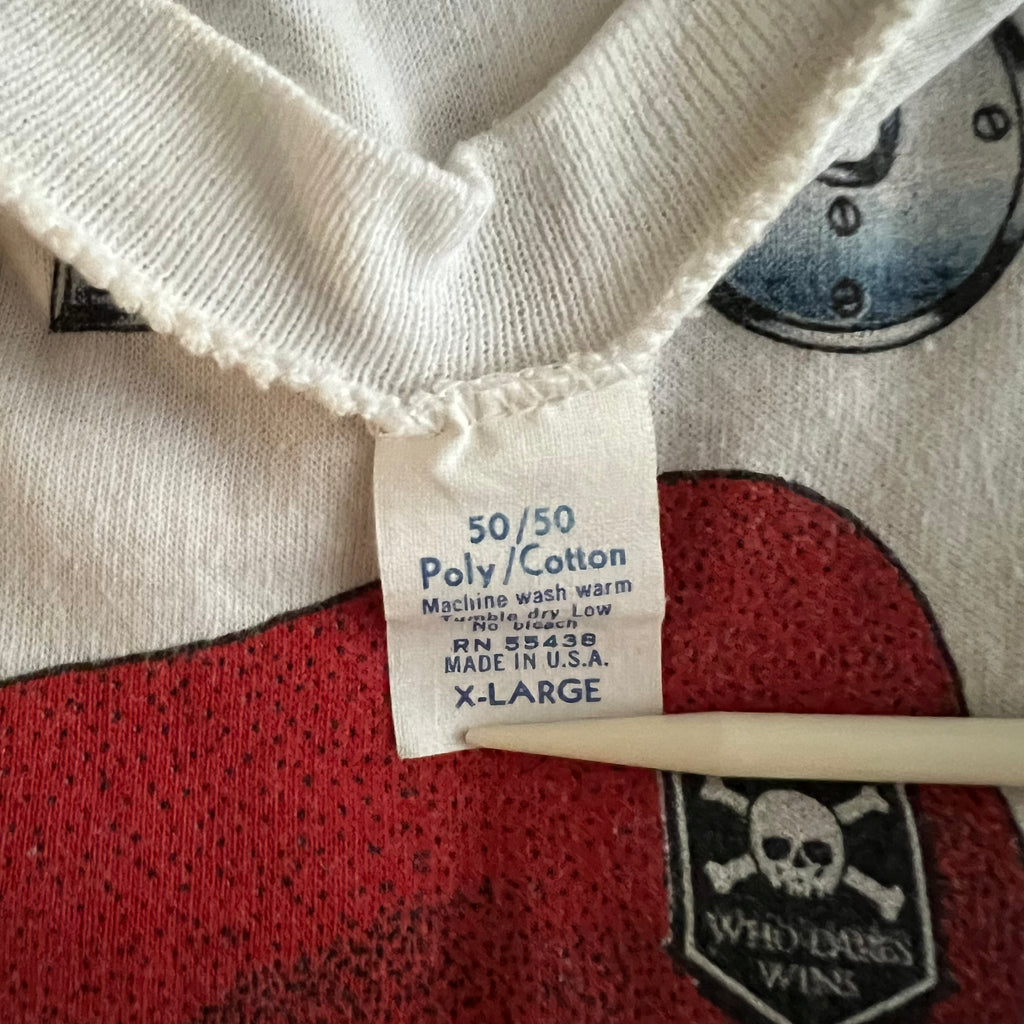 50/50
Poly/Cotton
Machine wash warm
Tumble dry Low
No bleach
RN 55438
MADE IN U.S.A.
X-LARGE
WHO DARES
WINS